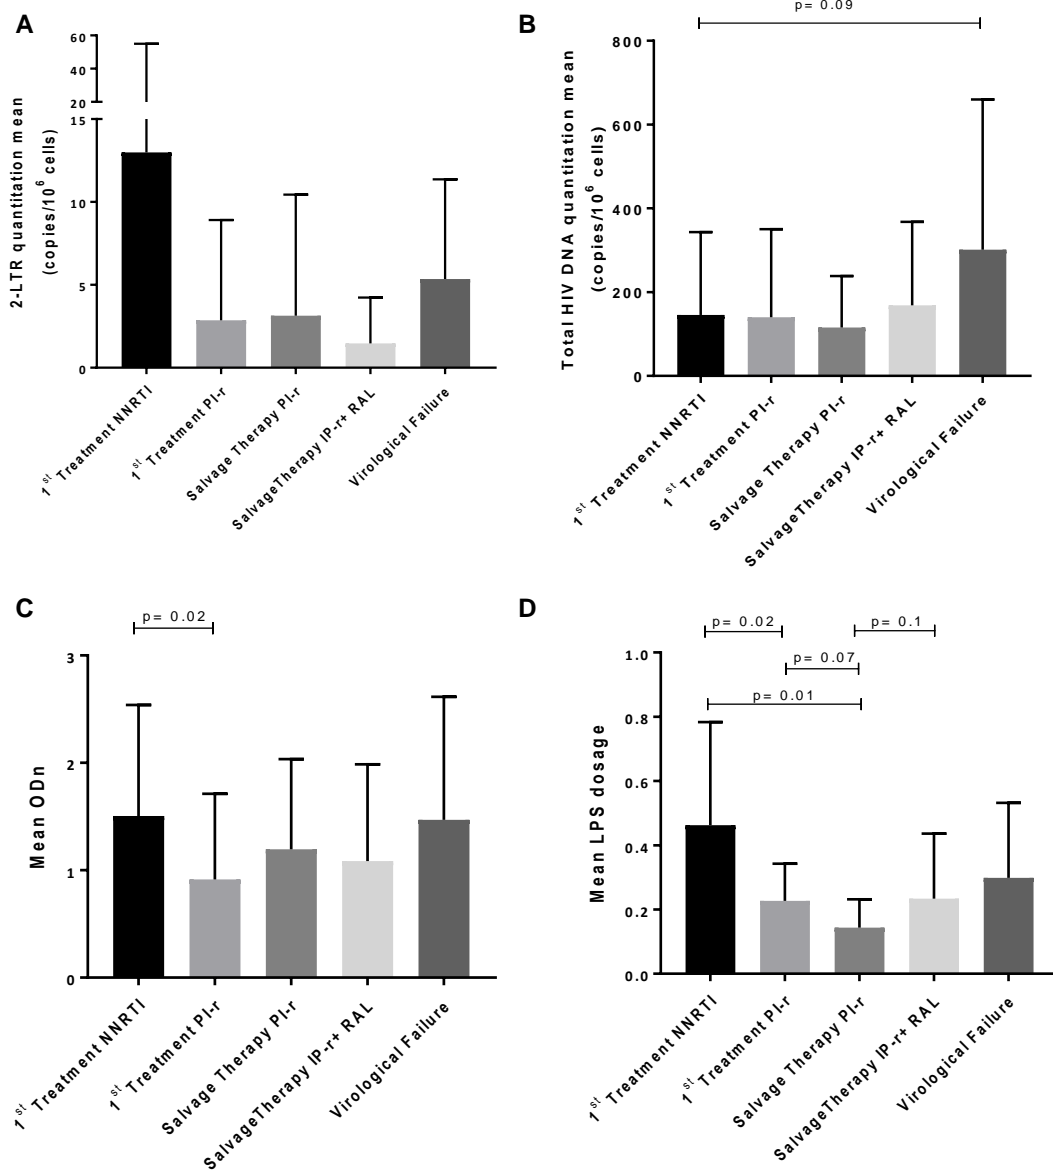 A
2-LTR quantitation mean
(copies/10⁶ cells)
60
40
20
15
10
5
0
1st Treatment NNRTI
1st Treatment PI-r
Salvage Therapy PI-r
SalvageTherapy IP-r+ RAL
Virological Failure
B
p= 0.09
Total HIV DNA quantitation mean
(copies/10⁶ cells)
800
600
400
200
0
1st Treatment NNRTI
1st Treatment PI-r
Salvage Therapy PI-r
SalvageTherapy IP-r+ RAL
Virological Failure
C
p= 0.02
Mean ODn
3
2
1
0
1st Treatment NNRTI
1st Treatment PI-r
Salvage Therapy PI-r
SalvageTherapy IP-r+ RAL
Virological Failure
D
p= 0.02
p= 0.1
p= 0.07
p= 0.01
Mean LPS dosage
1.0
0.8
0.6
0.4
0.2
0.0
1st Treatment NNRTI
1st Treatment PI-r
Salvage Therapy PI-r
SalvageTherapy IP-r+ RAL
Virological Failure